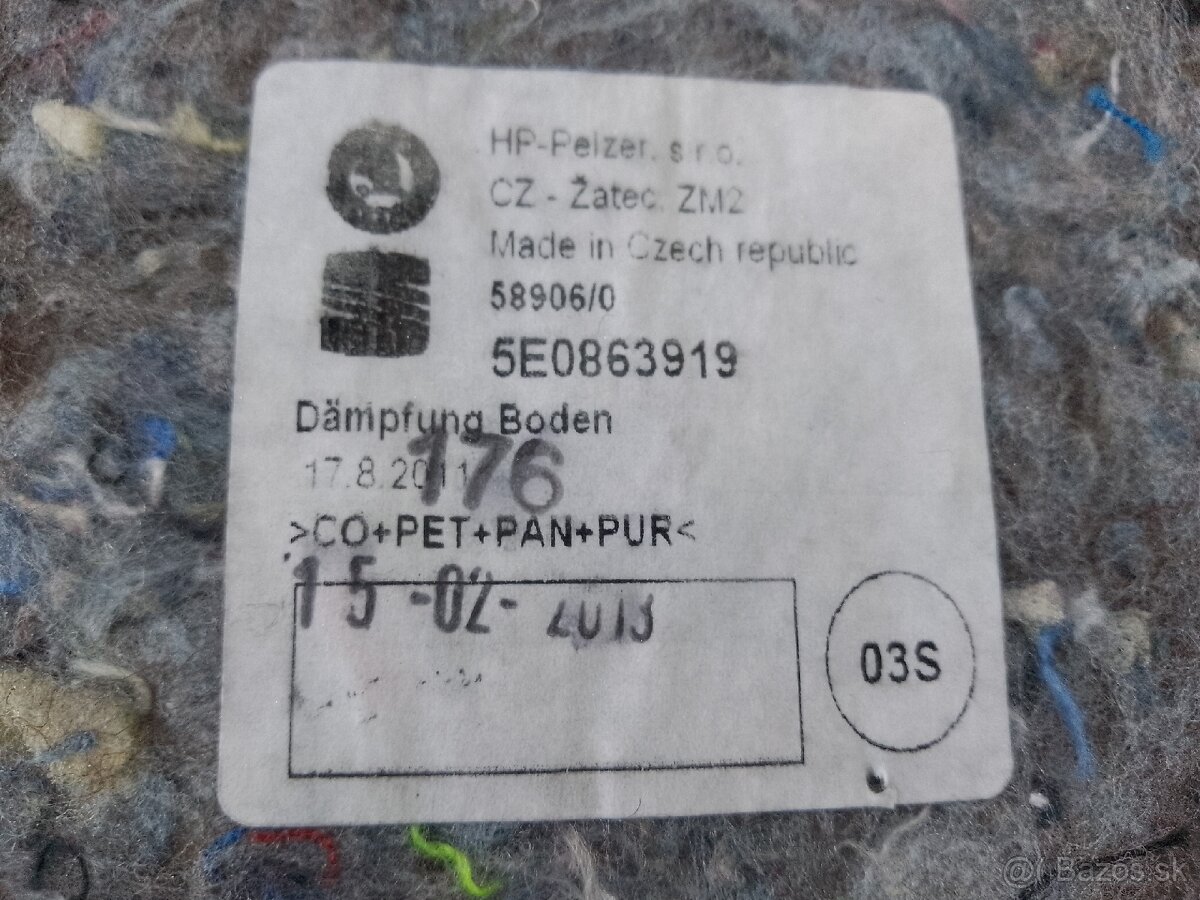 HP-Pelzer, s r o.
CZ - Žatec, ZM2
Made in Czech republic
58906/0
5E0863919
Dämpfung Boden
17.8.2011
176
>CO+PET+PAN+PUR<
15-02-2013
03S
@| Bazos.sk